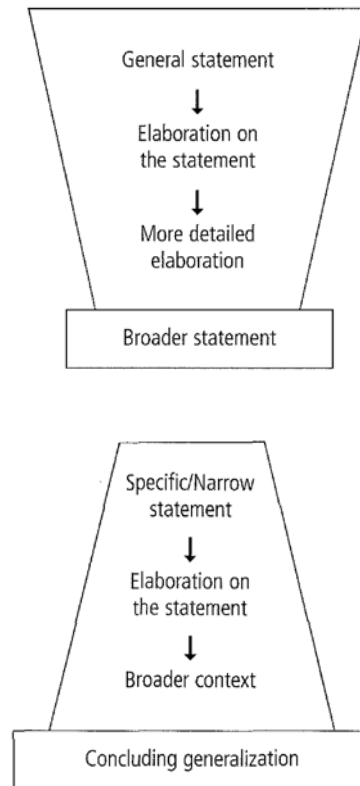 General statement
Elaboration on
the statement
More detailed
elaboration
Broader statement
Specific/Narrow
statement
Elaboration on
the statement
Broader context
Concluding generalization